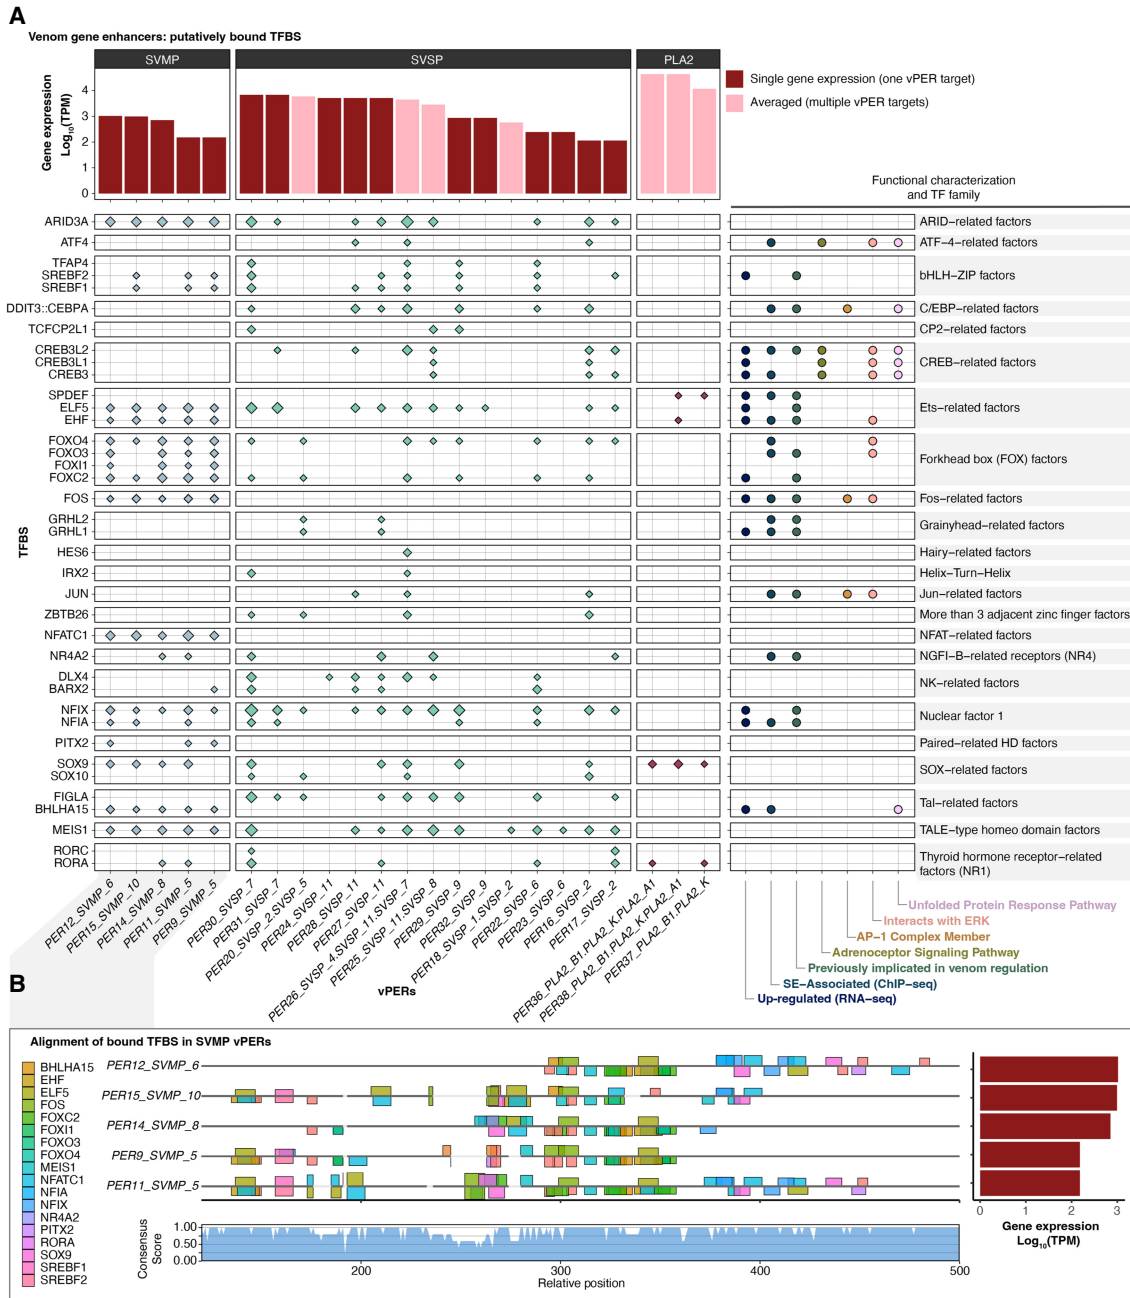 A
Venom gene enhancers: putatively bound TFBS
SVMP
SVSP
PLA2
Gene expression
Log10(TPM)
4
3
2
1
0
Single gene expression (one vPER target)
Averaged (multiple vPER targets)
Functional characterization
and TF family
TFBS
ARID3A
ARID−related factors
ATF4
ATF−4−related factors
TFAP4
SREBF2
SREBF1
bHLH−ZIP factors
DDIT3::CEBPA
C/EBP−related factors
TCFCP2L1
CP2−related factors
CREB3L2
CREB3L1
CREB3
CREB−related factors
SPDEF
ELF5
EHF
Ets−related factors
FOXO4
FOXO3
FOXI1
FOXC2
Forkhead box (FOX) factors
FOS
Fos−related factors
GRHL2
GRHL1
Grainyhead−related factors
HES6
Hairy−related factors
IRX2
Helix−Turn−Helix
JUN
Jun−related factors
ZBTB26
More than 3 adjacent zinc finger factors
NFATC1
NFAT−related factors
NR4A2
NGFI−B−related receptors (NR4)
DLX4
BARX2
NK−related factors
NFIX
NFIA
Nuclear factor 1
PITX2
Paired−related HD factors
SOX9
SOX10
SOX−related factors
FIGLA
BHLHA15
Tal−related factors
MEIS1
TALE−type homeo domain factors
RORC
RORA
Thyroid hormone receptor−related
factors (NR1)
PER12_SVMP_6
PER15_SVMP_10
PER14_SVMP_8
PER11_SVMP_5
PER9_SVMP_5
PER30_SVSP_7
PER31_SVSP_7
PER20_SVSP_2.SVSP_5
PER24_SVSP_11
PER28_SVSP_11
PER27_SVSP_11
PER26_SVSP_4.SVSP_11.SVSP_7
PER25_SVSP_11.SVSP_8
PER29_SVSP_9
PER32_SVSP_9
PER18_SVSP_1.SVSP_2
PER22_SVSP_6
PER23_SVSP_6
PER16_SVSP_2
PER17_SVSP_2
PER36_PLA2_B1.PLA2_K.PLA2_A1
PER38_PLA2_B1.PLA2_K.PLA2_A1
PER37_PLA2_B1.PLA2_K
vPERs
Unfolded Protein Response Pathway
Interacts with ERK
AP−1 Complex Member
Adrenoceptor Signaling Pathway
Previously implicated in venom regulation
SE−Associated (ChIP−seq)
Up-regulated (RNA−seq)
B
Alignment of bound TFBS in SVMP vPERs
BHLHA15
EHF
ELF5
FOS
FOXC2
FOXI1
FOXO3
FOXO4
MEIS1
NFATC1
NFIA
NFIX
NR4A2
PITX2
RORA
SOX9
SREBF1
SREBF2
PER12_SVMP_6
PER15_SVMP_10
PER14_SVMP_8
PER9_SVMP_5
PER11_SVMP_5
Consensus
Score
1.00
0.50
0.00
200
300
400
500
Relative position
0
1
2
3
Gene expression
Log10(TPM)